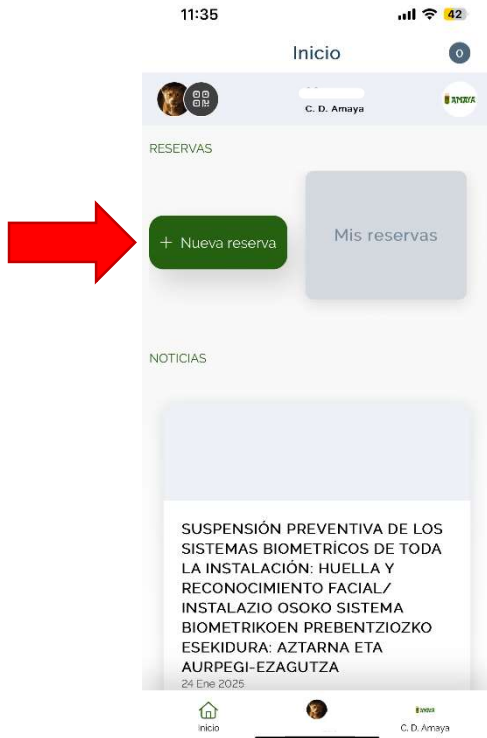 11:35
42
Inicio
0
C. D. Amaya
AMAYA
RESERVAS
+ Nueva reserva
Mis reservas
NOTICIAS
SUSPENSIÓN PREVENTIVA DE LOS
SISTEMAS BIOMETRÍCOS DE TODA
LA INSTALACIÓN: HUELLA Y
RECONOCIMIENTO FACIAL/
INSTALAZIO OSOKO SISTEMA
BIOMETRIKOEN PREBENTZIOZKO
ESEKIDURA: AZTARNA ETA
AURPEGI-EZAGUTZA
24 Ene 2025
AMAYA
Inicio
C. D. Amaya